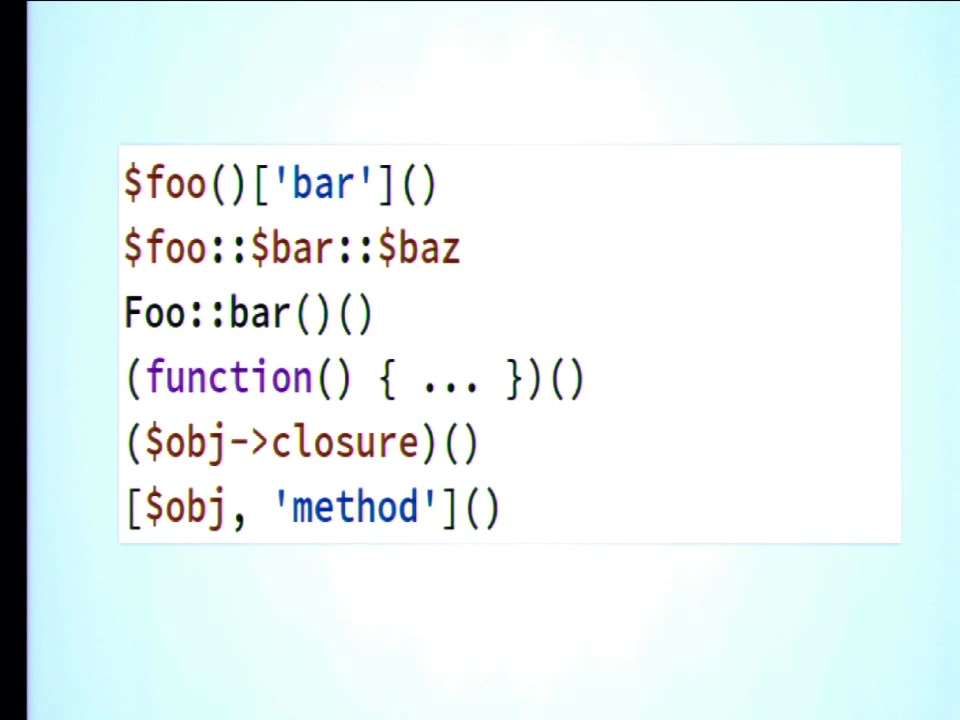 $foo()['bar']()
$foo::$bar::$baz
Foo::bar()()
(function() { ... })()
($obj->closure)()
[$obj, 'method']()